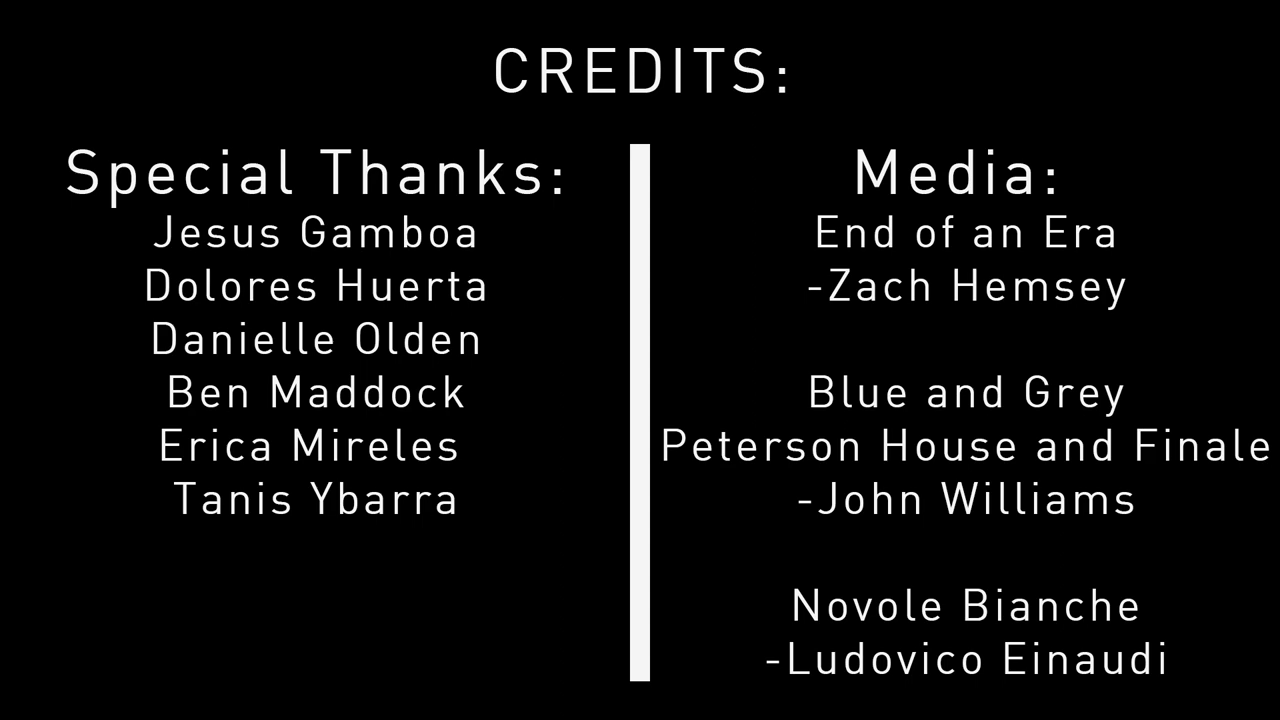 CREDITS:
Special Thanks:
Jesus Gamboa
Dolores Huerta
Danielle Olden
Ben Maddock
Erica Mireles
Tanis Ybarra
Media:
End of an Era
-Zach Hemsey
Blue and Grey
Peterson House and Finale
-John Williams
Novole Bianche
-Ludovico Einaudi